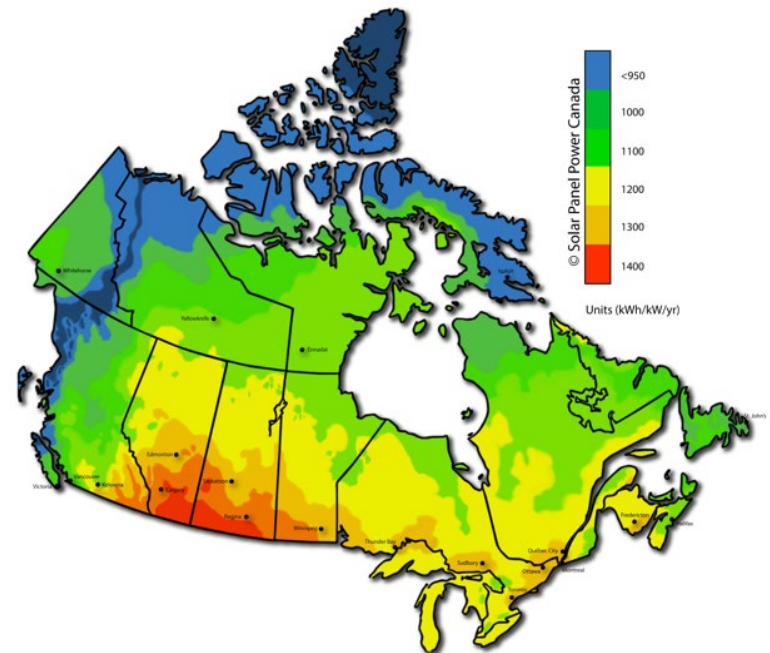 <950
1000
1100
1200
1300
1400
© Solar Panel Power Canada
Units (kWh/kW/yr)
Whitehorse
Yellowknife
Ennadai
Iqaluit
St. John's
Edmonton
Calgary
Saskatoon
Regina
Winnipeg
Vancouver
Victoria
Kelowna
Thunder Bay
Sudbury
Ottawa
Toronto
Québec City
Montreal
Fredericton
Halifax